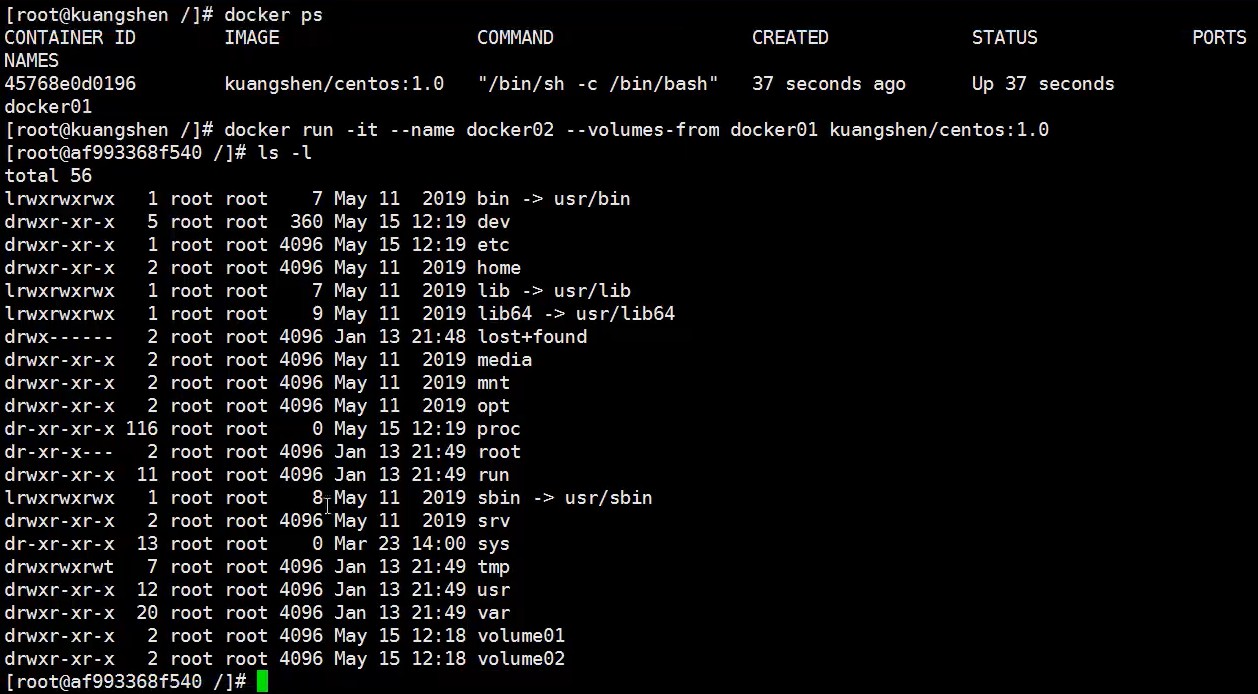 [root@kuangshen /]# docker ps
CONTAINER ID        IMAGE                  COMMAND                  CREATED             STATUS              PORTS
NAMES
45768e0d0196        kuangshen/centos:1.0   "/bin/sh -c /bin/bash"   37 seconds ago      Up 37 seconds
docker01
[root@kuangshen /]# docker run -it --name docker02 --volumes-from docker01 kuangshen/centos:1.0
[root@af993368f540 /]# ls -l
total 56
lrwxrwxrwx   1 root root    7 May 11  2019 bin -> usr/bin
drwxr-xr-x   5 root root  360 May 15 12:19 dev
drwxr-xr-x   1 root root 4096 May 15 12:19 etc
drwxr-xr-x   2 root root 4096 May 11  2019 home
lrwxrwxrwx   1 root root    7 May 11  2019 lib -> usr/lib
lrwxrwxrwx   1 root root    9 May 11  2019 lib64 -> usr/lib64
drwx------   2 root root 4096 Jan 13 21:48 lost+found
drwxr-xr-x   2 root root 4096 May 11  2019 media
drwxr-xr-x   2 root root 4096 May 11  2019 mnt
drwxr-xr-x   2 root root 4096 May 11  2019 opt
dr-xr-xr-x 116 root root    0 May 15 12:19 proc
dr-xr-x---   2 root root 4096 Jan 13 21:49 root
drwxr-xr-x  11 root root 4096 Jan 13 21:49 run
lrwxrwxrwx   1 root root    8 May 11  2019 sbin -> usr/sbin
drwxr-xr-x   2 root root 4096 May 11  2019 srv
dr-xr-xr-x  13 root root    0 Mar 23 14:00 sys
drwxrwxrwt   7 root root 4096 Jan 13 21:49 tmp
drwxr-xr-x  12 root root 4096 Jan 13 21:49 usr
drwxr-xr-x  20 root root 4096 Jan 13 21:49 var
drwxr-xr-x   2 root root 4096 May 15 12:18 volume01
drwxr-xr-x   2 root root 4096 May 15 12:18 volume02
[root@af993368f540 /]#